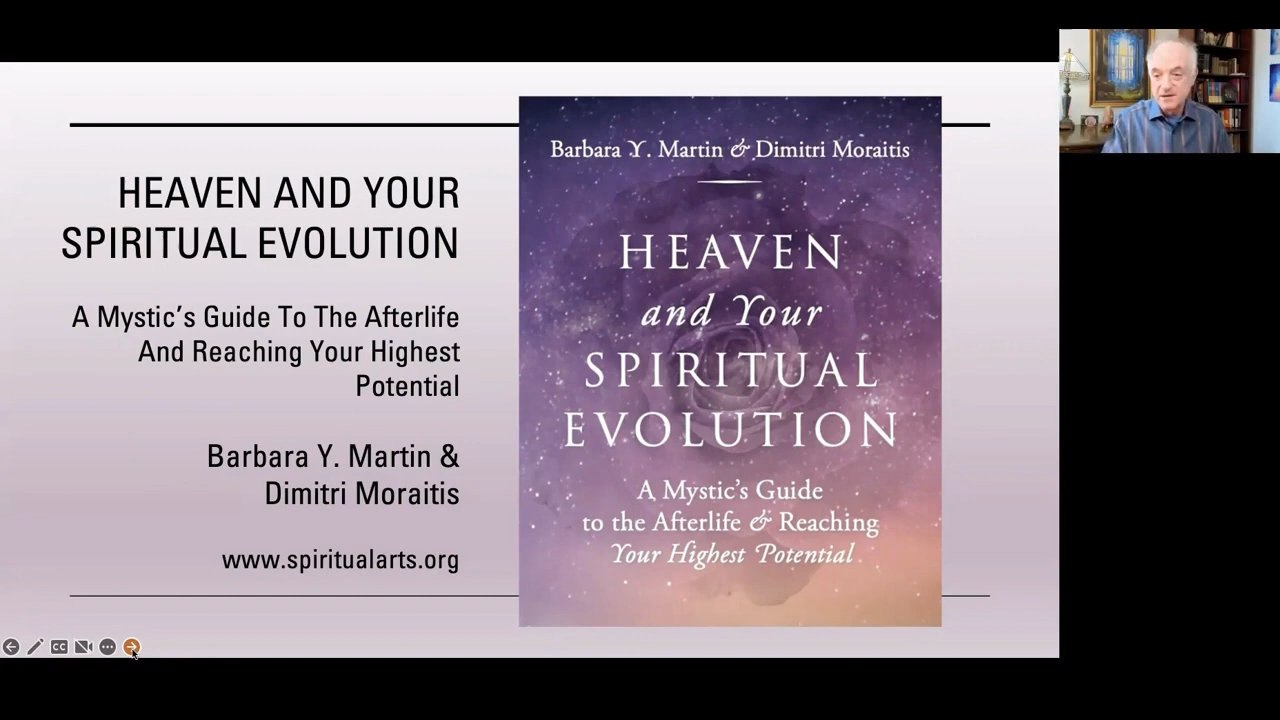 HEAVEN AND YOUR
SPIRITUAL EVOLUTION
A Mystic's Guide To The Afterlife
And Reaching Your Highest
Potential
Barbara Y. Martin &
Dimitri Moraitis
www.spiritualarts.org
Barbara Y. Martin & Dimitri Moraitis
HEAVEN
and Your
SPIRITUAL
EVOLUTION
A Mystic's Guide
to the Afterlife & Reaching
Your Highest Potential
CC